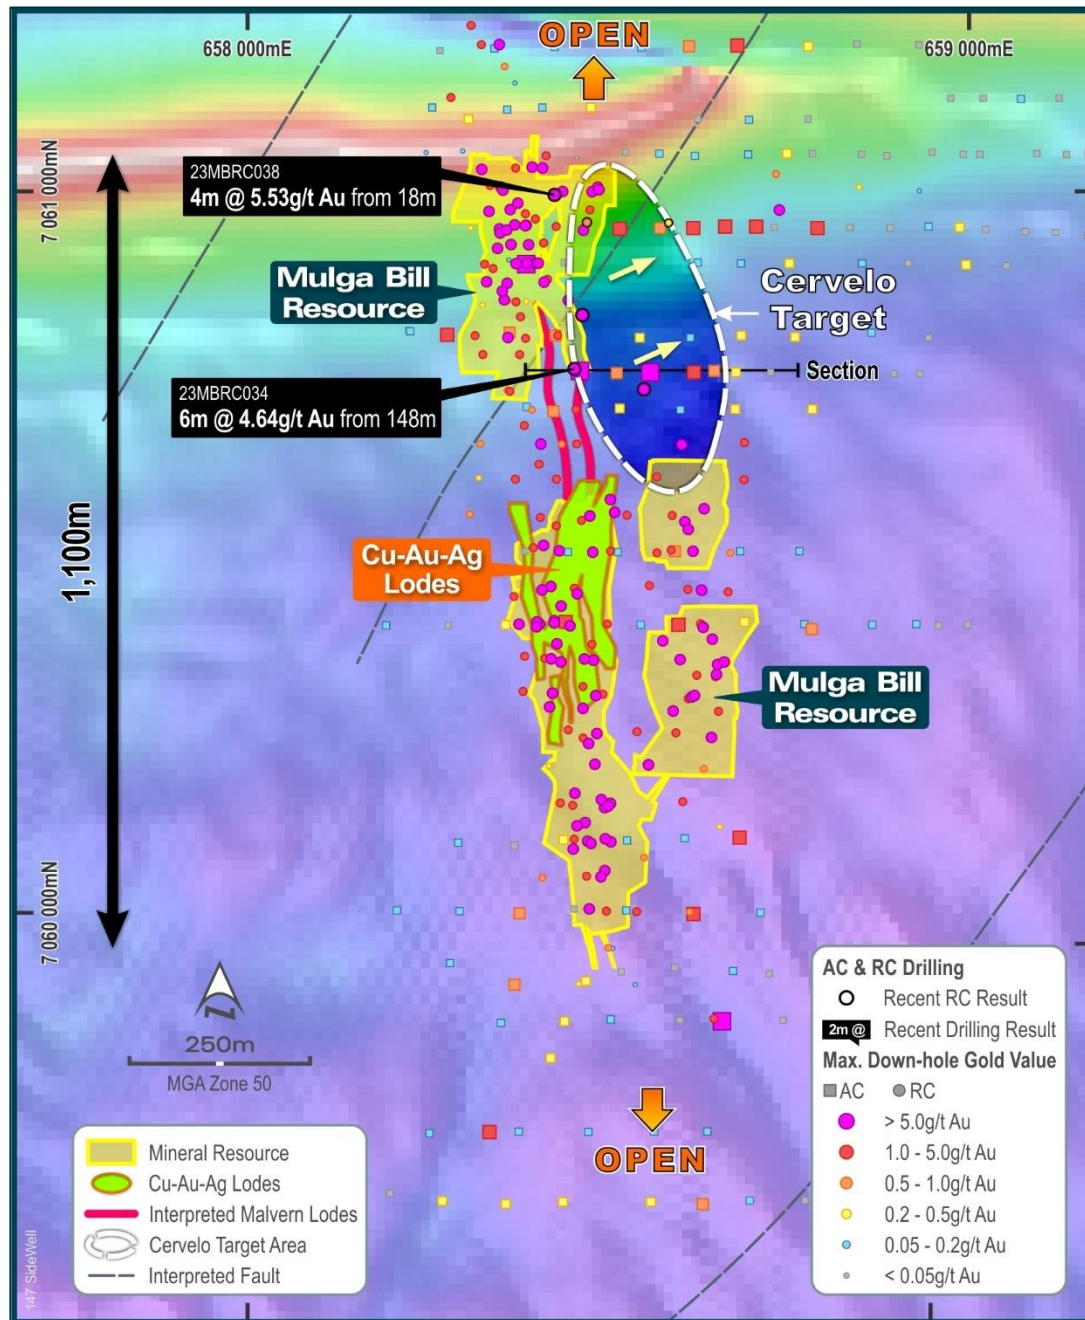 658 000mE
OPEN
659 000mE
7 061 000mN
23MBRC038
4m @ 5.53g/t Au from 18m
Mulga Bill
Resource
Cervelo
Target
Section
23MBRC034
6m @ 4.64g/t Au from 148m
1,100m
Cu-Au-Ag
Lodes
Mulga Bill
Resource
7 060 000mN
N
250m
MGA Zone 50
OPEN
Mineral Resource
Cu-Au-Ag Lodes
Interpreted Malvern Lodes
Cervelo Target Area
Interpreted Fault
AC & RC Drilling
Recent RC Result
2m @ Recent Drilling Result
Max. Down-hole Gold Value
AC RC
> 5.0g/t Au
1.0 - 5.0g/t Au
0.5 - 1.0g/t Au
0.2 - 0.5g/t Au
0.05 - 0.2g/t Au
< 0.05g/t Au
147 SideWell